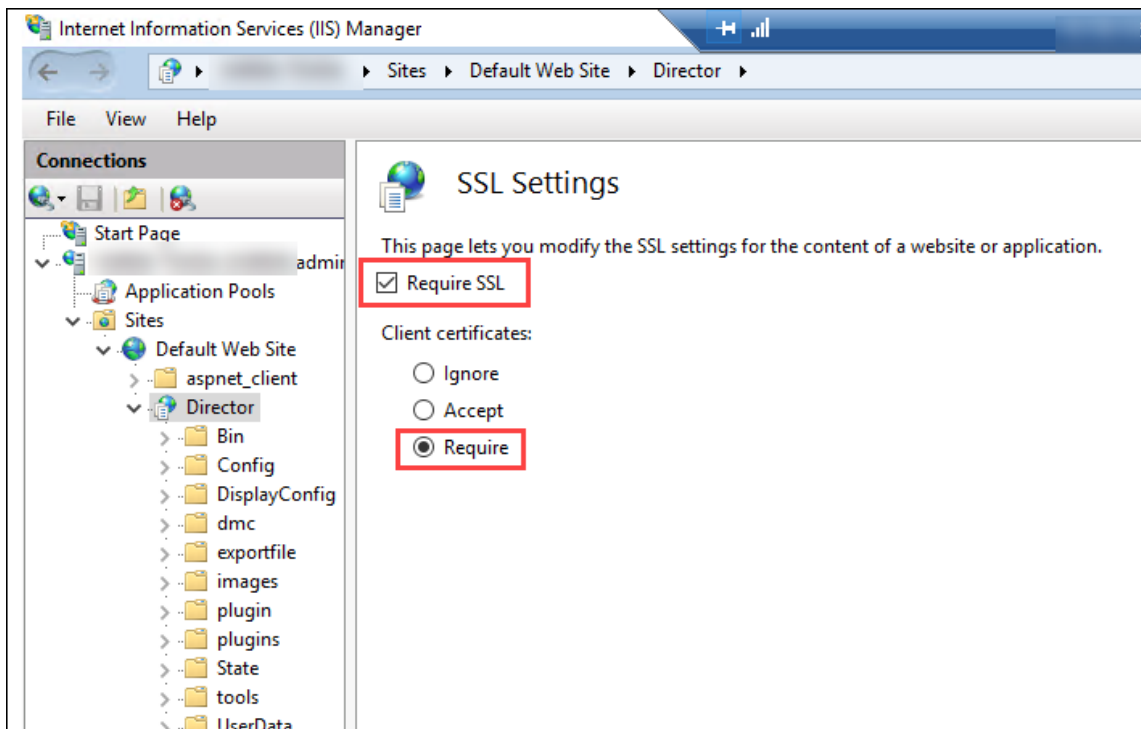 Internet Information Services (IIS) Manager
Sites Default Web Site Director
File View Help
Connections
Start Page
admin
Application Pools
Sites
Default Web Site
aspnet_client
Director
Bin
Config
DisplayConfig
dmc
exportfile
images
plugin
plugins
State
tools
UserData
SSL Settings
This page lets you modify the SSL settings for the content of a website or application.
Require SSL
Client certificates:
Ignore
Accept
Require